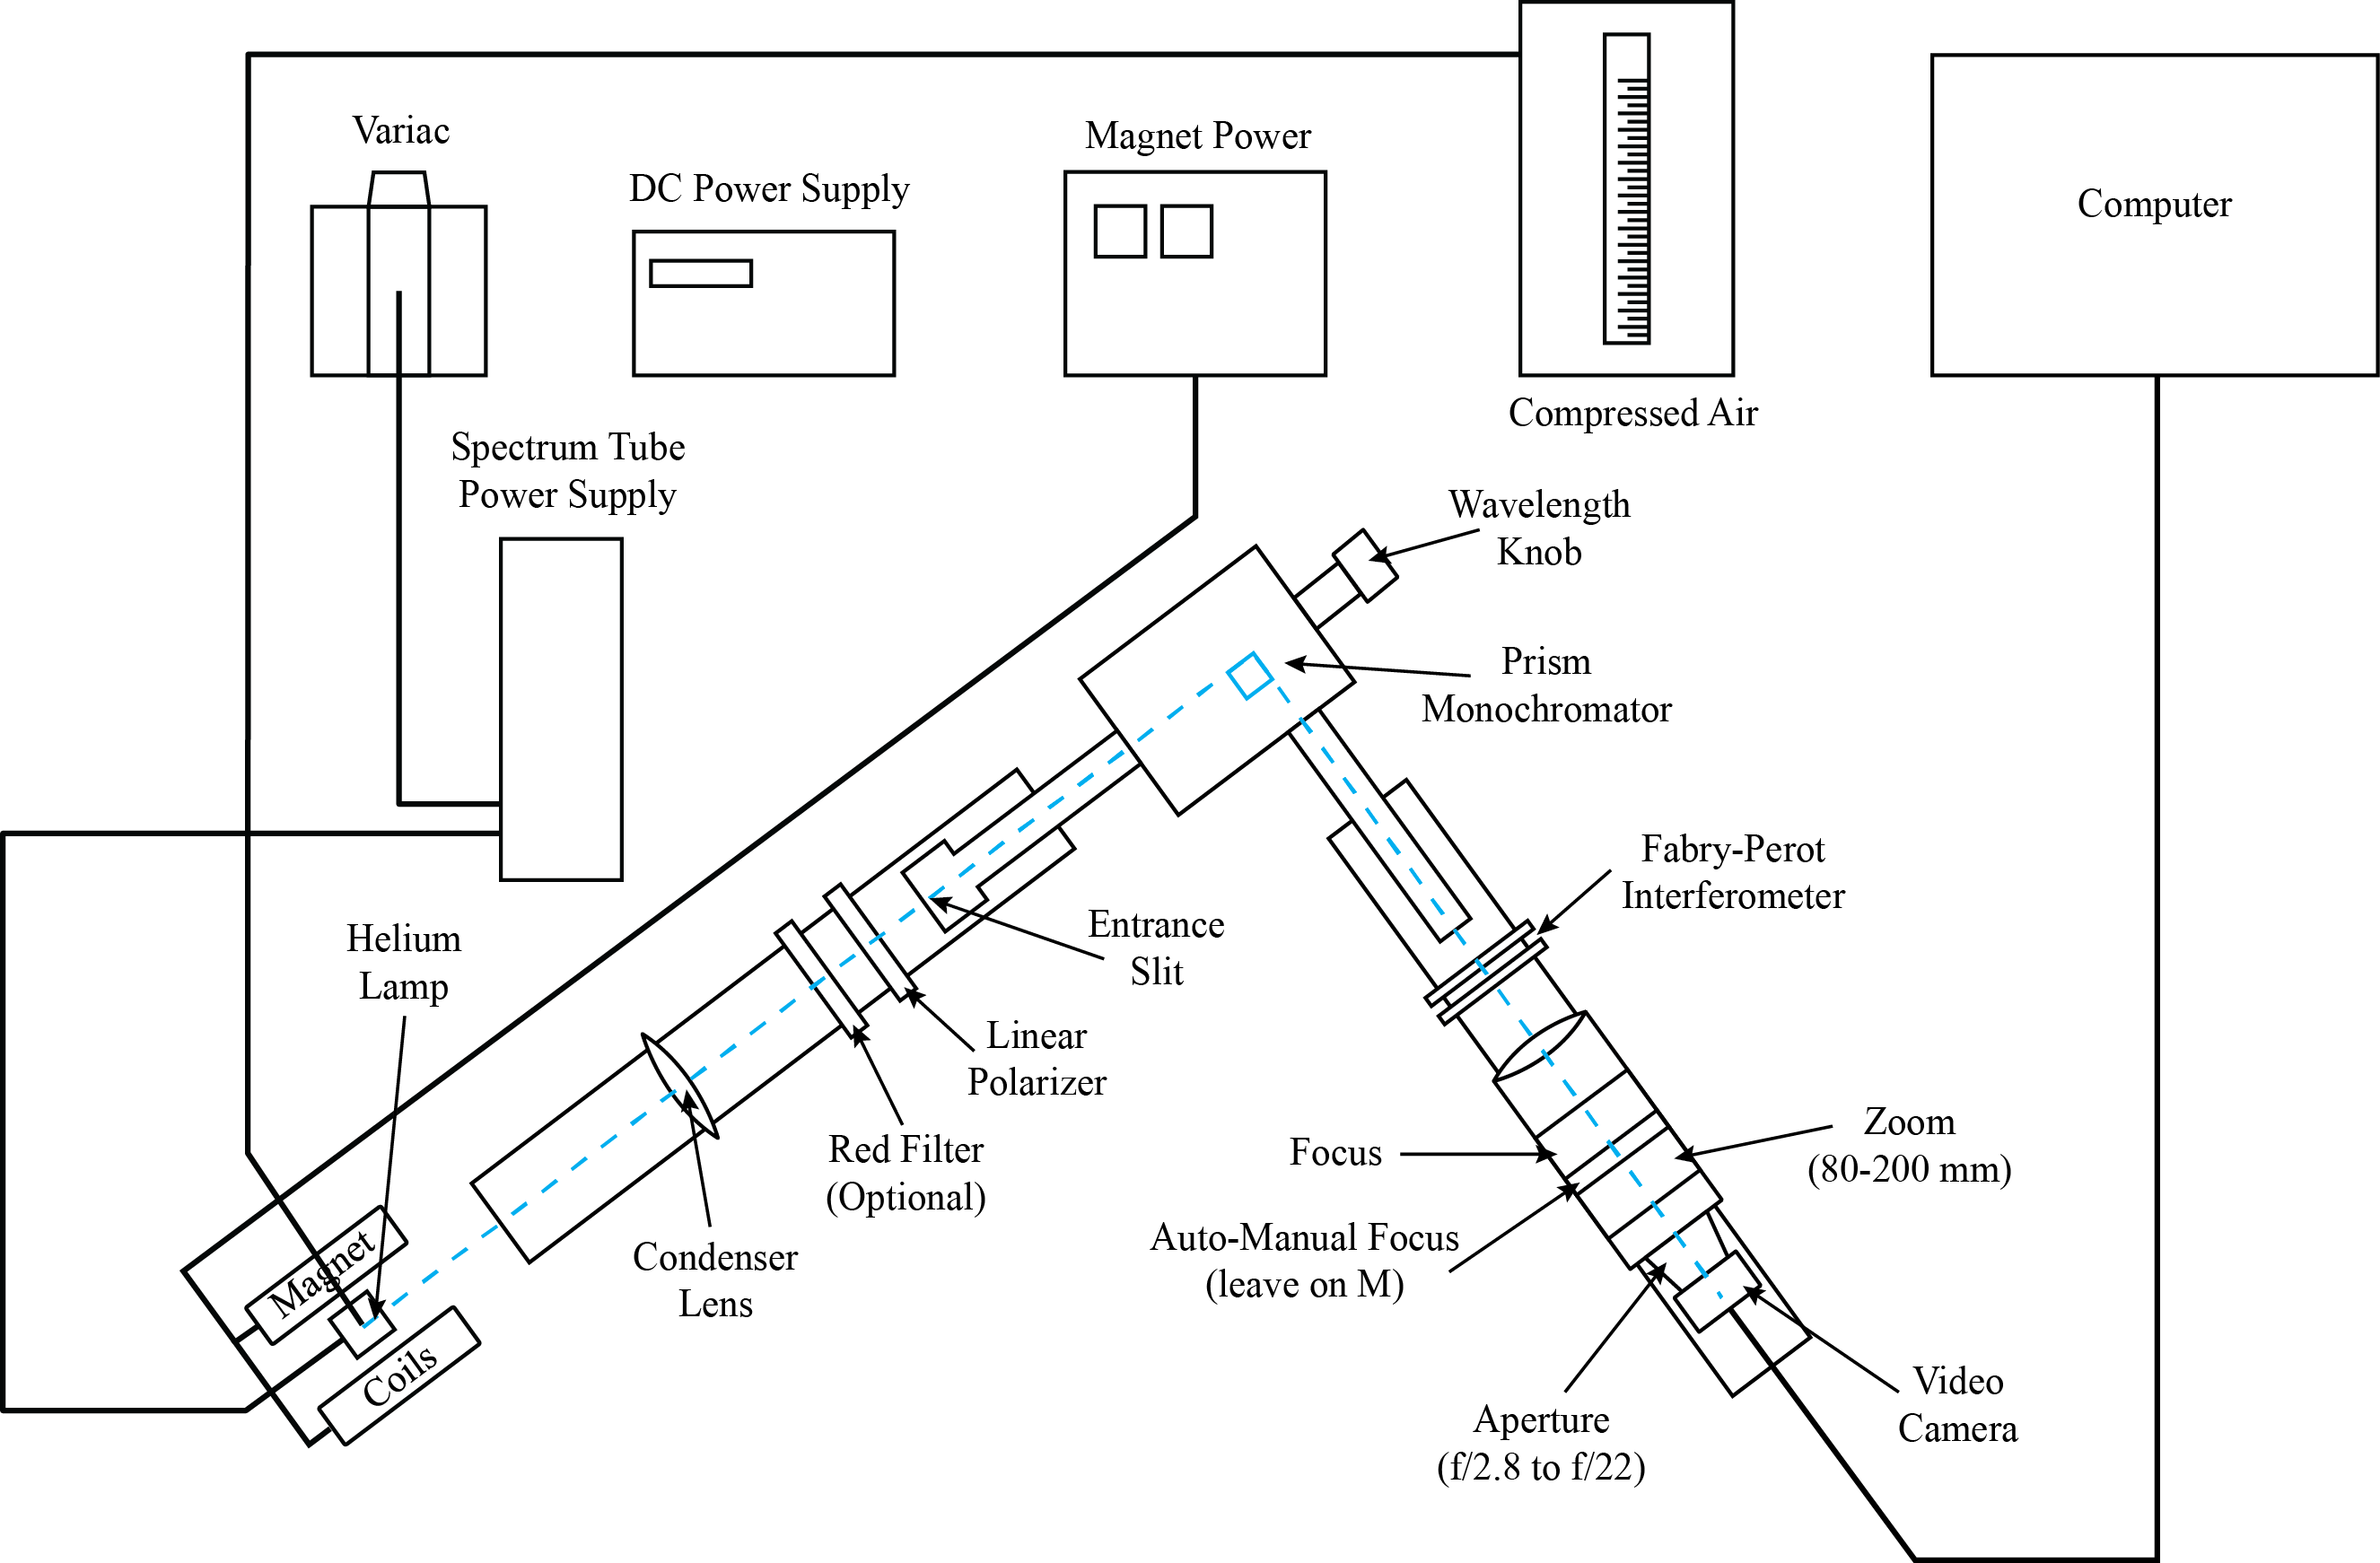 Variac
DC Power Supply
Magnet Power
Computer
Compressed Air
Spectrum Tube
Power Supply
Wavelength
Knob
Prism
Monochromator
Fabry-Perot
Interferometer
Entrance
Slit
Helium
Lamp
Linear
Polarizer
Red Filter
(Optional)
Condenser
Lens
Magnet
Coils
Focus
Zoom
(80-200 mm)
Auto-Manual Focus
(leave on M)
Aperture
(f/2.8 to f/22)
Video
Camera